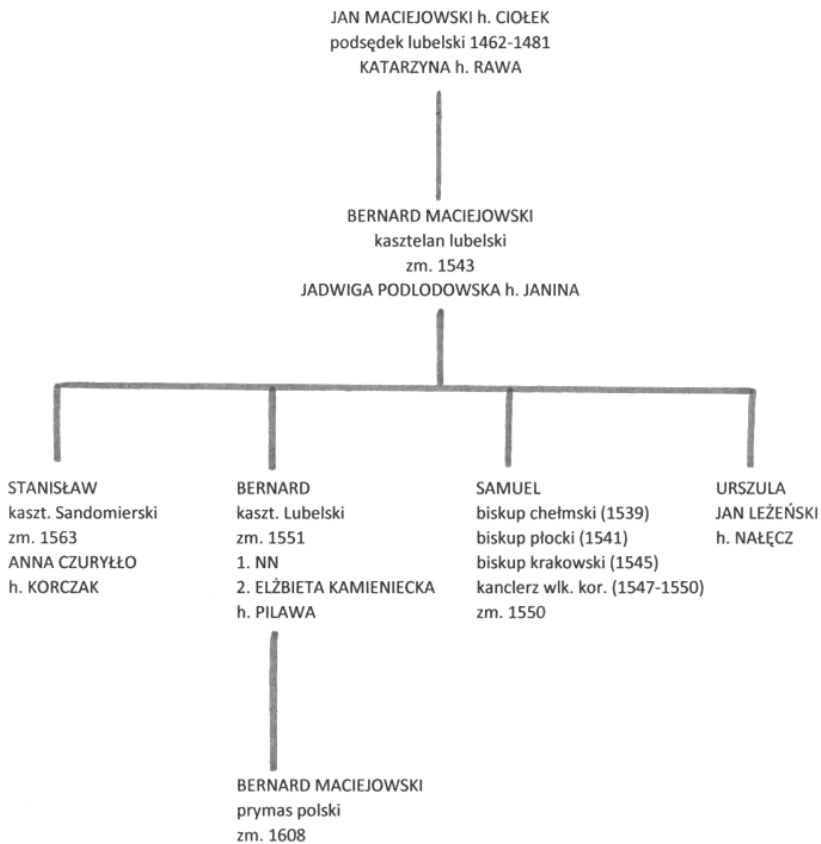 JAN MACIEJOWSKI h. CIOŁEK
podsędek lubelski 1462-1481
KATARZYNA h. RAWA
BERNARD MACIEJOWSKI
kasztelan lubelski
zm. 1543
JADWIGA PODLODOWSKA h. JANINA
STANISŁAW
kaszt. Sandomierski
zm. 1563
ANNA CZURYŁŁO
h. KORCZAK
BERNARD
kaszt. Lubelski
zm. 1551
1. NN
2. ELŻBIETA KAMIENIECKA
h. PILAWA
SAMUEL
biskup chełmski (1539)
biskup płocki (1541)
biskup krakowski (1545)
kanclerz wlk. kor. (1547-1550)
zm. 1550
URSZULA
JAN LEŻEŃSKI
h. NAŁĘCZ
BERNARD MACIEJOWSKI
prymas polski
zm. 1608